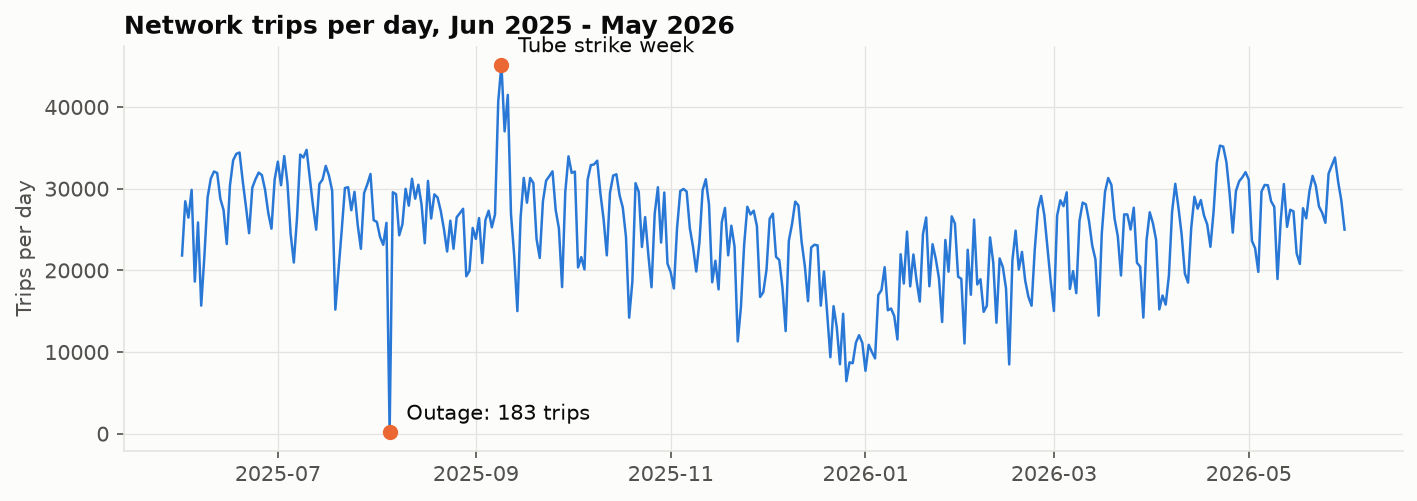 Network trips per day, Jun 2025 - May 2026
Tube strike week
40000
30000
20000
10000
0
Trips per day
Outage: 183 trips
2025-07
2025-09
2025-11
2026-01
2026-03
2026-05